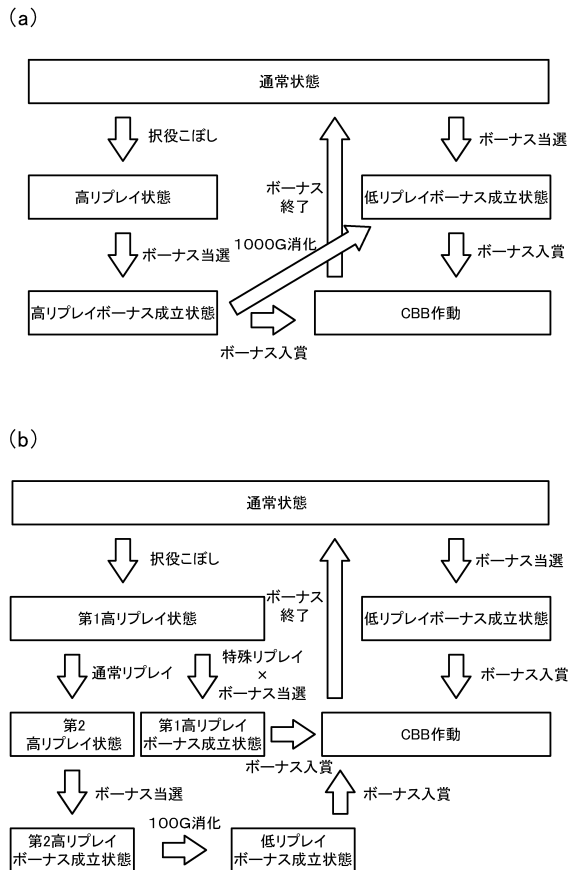 (a)
通常状態
択役こぼし
ボーナス当選
高リプレイ状態
ボーナス
終了
低リプレイボーナス成立状態
ボーナス当選
1000G消化
ボーナス入賞
高リプレイボーナス成立状態
CBB作動
ボーナス入賞
(b)
通常状態
択役こぼし
ボーナス当選
第1高リプレイ状態
ボーナス
終了
低リプレイボーナス成立状態
通常リプレイ
特殊リプレイ
×
ボーナス当選
ボーナス入賞
第2
高リプレイ状態
第1高リプレイ
ボーナス成立状態
CBB作動
ボーナス入賞
ボーナス当選
ボーナス入賞
100G消化
第2高リプレイ
ボーナス成立状態
低リプレイ
ボーナス成立状態